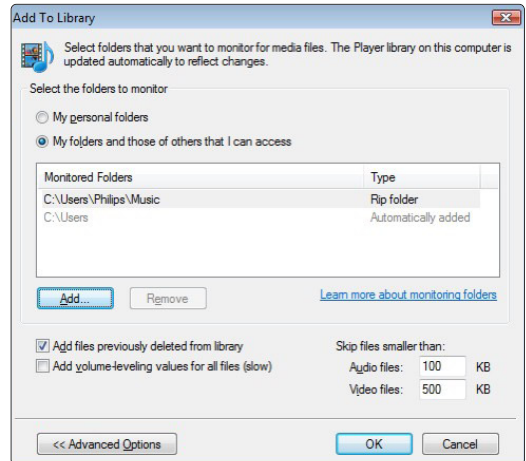 Add To Library
Select folders that you want to monitor for media files. The Player library on this computer is
updated automatically to reflect changes.
Select the folders to monitor
My personal folders
My folders and those of others that I can access
Monitored Folders Type
C:\Users\Philips\Music Rip folder
C:\Users Automatically added
Add... Remove Learn more about monitoring folders
Add files previously deleted from library Skip files smaller than:
Add volume-leveling values for all files (slow) Audio files: 100 KB
Video files: 500 KB
<< Advanced Options OK Cancel